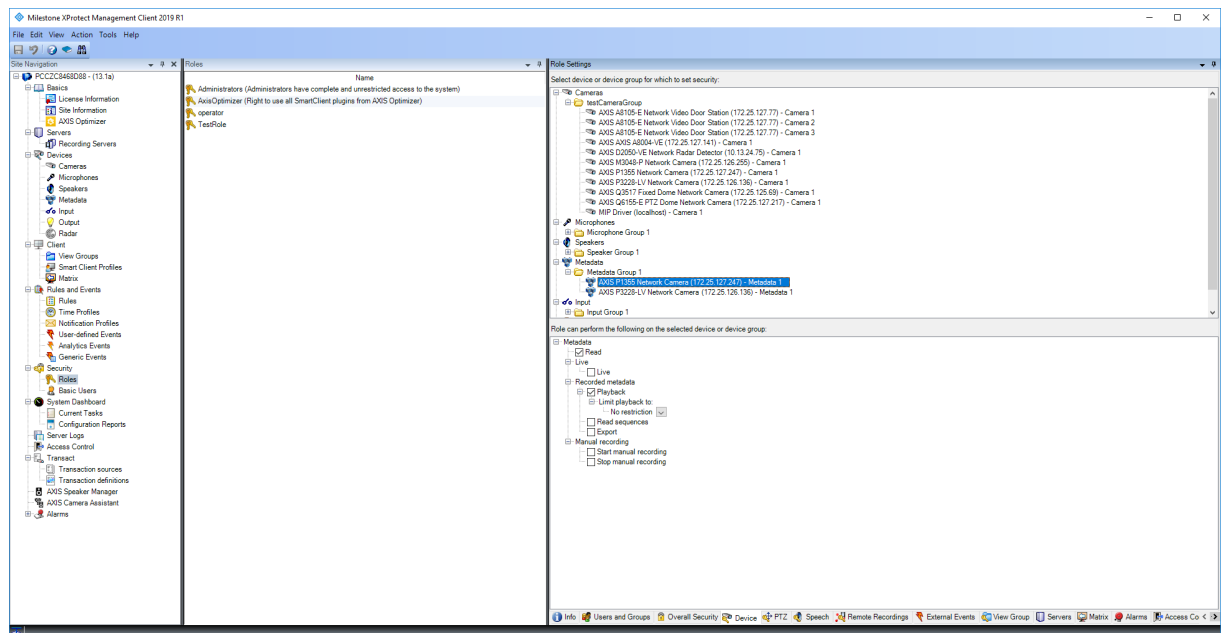 Milestone XProtect Management Client 2019 R1
File Edit View Action Tools Help
Site Navigation
PCCZC8468D88 - (13.1a)
Basics
License Information
Site Information
AXIS Optimizer
Servers
Recording Servers
Devices
Cameras
Microphones
Speakers
Metadata
Input
Output
Radar
Client
View Groups
Smart Client Profiles
Matrix
Rules and Events
Rules
Time Profiles
Notification Profiles
User-defined Events
Analytics Events
Generic Events
Security
Roles
Basic Users
System Dashboard
Current Tasks
Configuration Reports
Server Logs
Access Control
Transact
Transaction sources
Transaction definitions
AXIS Speaker Manager
AXIS Camera Assistant
Alarms
Roles
Name
Administrators (Administrators have complete and unrestricted access to the system)
AxisOptimizer (Right to use all SmartClient plugins from AXIS Optimizer)
operator
TestRole
Role Settings
Select device or device group for which to set security:
Cameras
testCameraGroup
AXIS A8105-E Network Video Door Station (172.25.127.77) - Camera 1
AXIS A8105-E Network Video Door Station (172.25.127.77) - Camera 2
AXIS A8105-E Network Video Door Station (172.25.127.77) - Camera 3
AXIS AXIS A8004-VE (172.25.127.141) - Camera 1
AXIS D2050-VE Network Radar Detector (10.13.24.75) - Camera 1
AXIS M3048-P Network Camera (172.25.126.255) - Camera 1
AXIS P1355 Network Camera (172.25.127.247) - Camera 1
AXIS P3228-LV Network Camera (172.25.126.136) - Camera 1
AXIS Q3517 Fixed Dome Network Camera (172.25.125.69) - Camera 1
AXIS Q6155-E PTZ Dome Network Camera (172.25.127.217) - Camera 1
MIP Driver (localhost) - Camera 1
Microphones
Microphone Group 1
Speakers
Speaker Group 1
Metadata
Metadata Group 1
AXIS P1355 Network Camera (172.25.127.247) - Metadata 1
AXIS P3228-LV Network Camera (172.25.126.136) - Metadata 1
Input
Input Group 1
Role can perform the following on the selected device or device group:
Metadata
Read
Live
Live
Recorded metadata
Playback
Limit playback to:
No restriction
Read sequences
Export
Manual recording
Start manual recording
Stop manual recording
Info Users and Groups Overall Security Device PTZ Speech Remote Recordings External Events View Group Servers Matrix Alarms Access Co